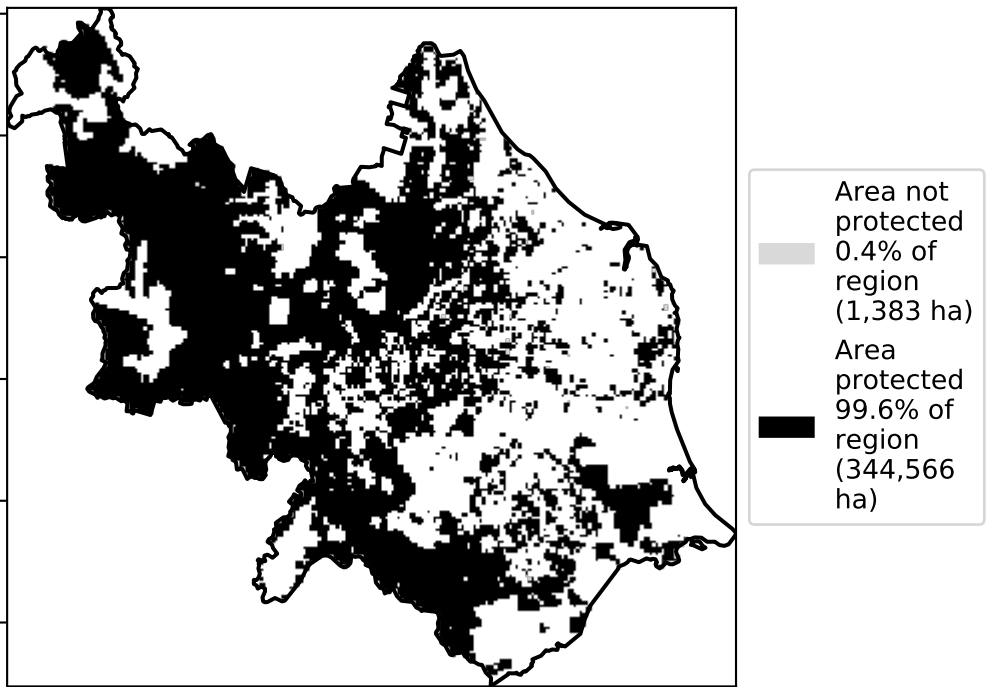 Area not
protected
0.4% of
region
(1,383 ha)
Area
protected
99.6% of
region
(344,566
ha)